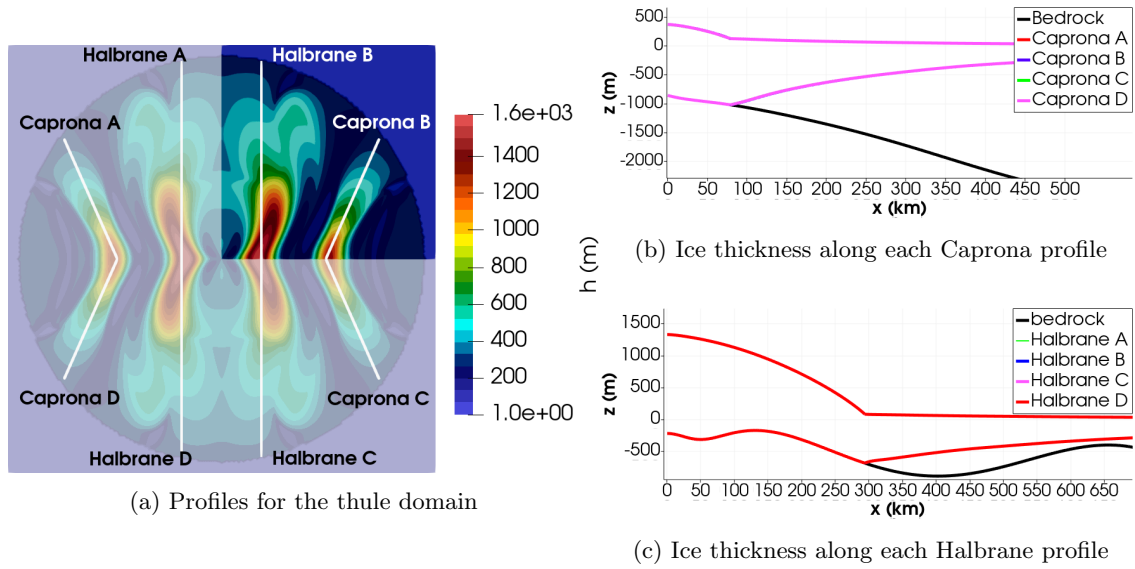 Halbrane A
Halbrane B
Caprona A
Caprona B
Caprona D
Caprona C
Halbrane D
Halbrane C
1.6e+03
1400
1200
1000
800
600
400
200
1.0e+00
h (m)
(a) Profiles for the thule domain
z (m)
500
0
-500
-1000
-1500
-2000
0 50 100 150 200 250 300 350 400 450 500
x (km)
Bedrock
Caprona A
Caprona B
Caprona C
Caprona D
(b) Ice thickness along each Caprona profile
z (m)
1500
1000
500
0
-500
0 50 100 150 200 250 300 350 400 450 500 550 600 650
x (km)
bedrock
Halbrane A
Halbrane B
Halbrane C
Halbrane D
(c) Ice thickness along each Halbrane profile